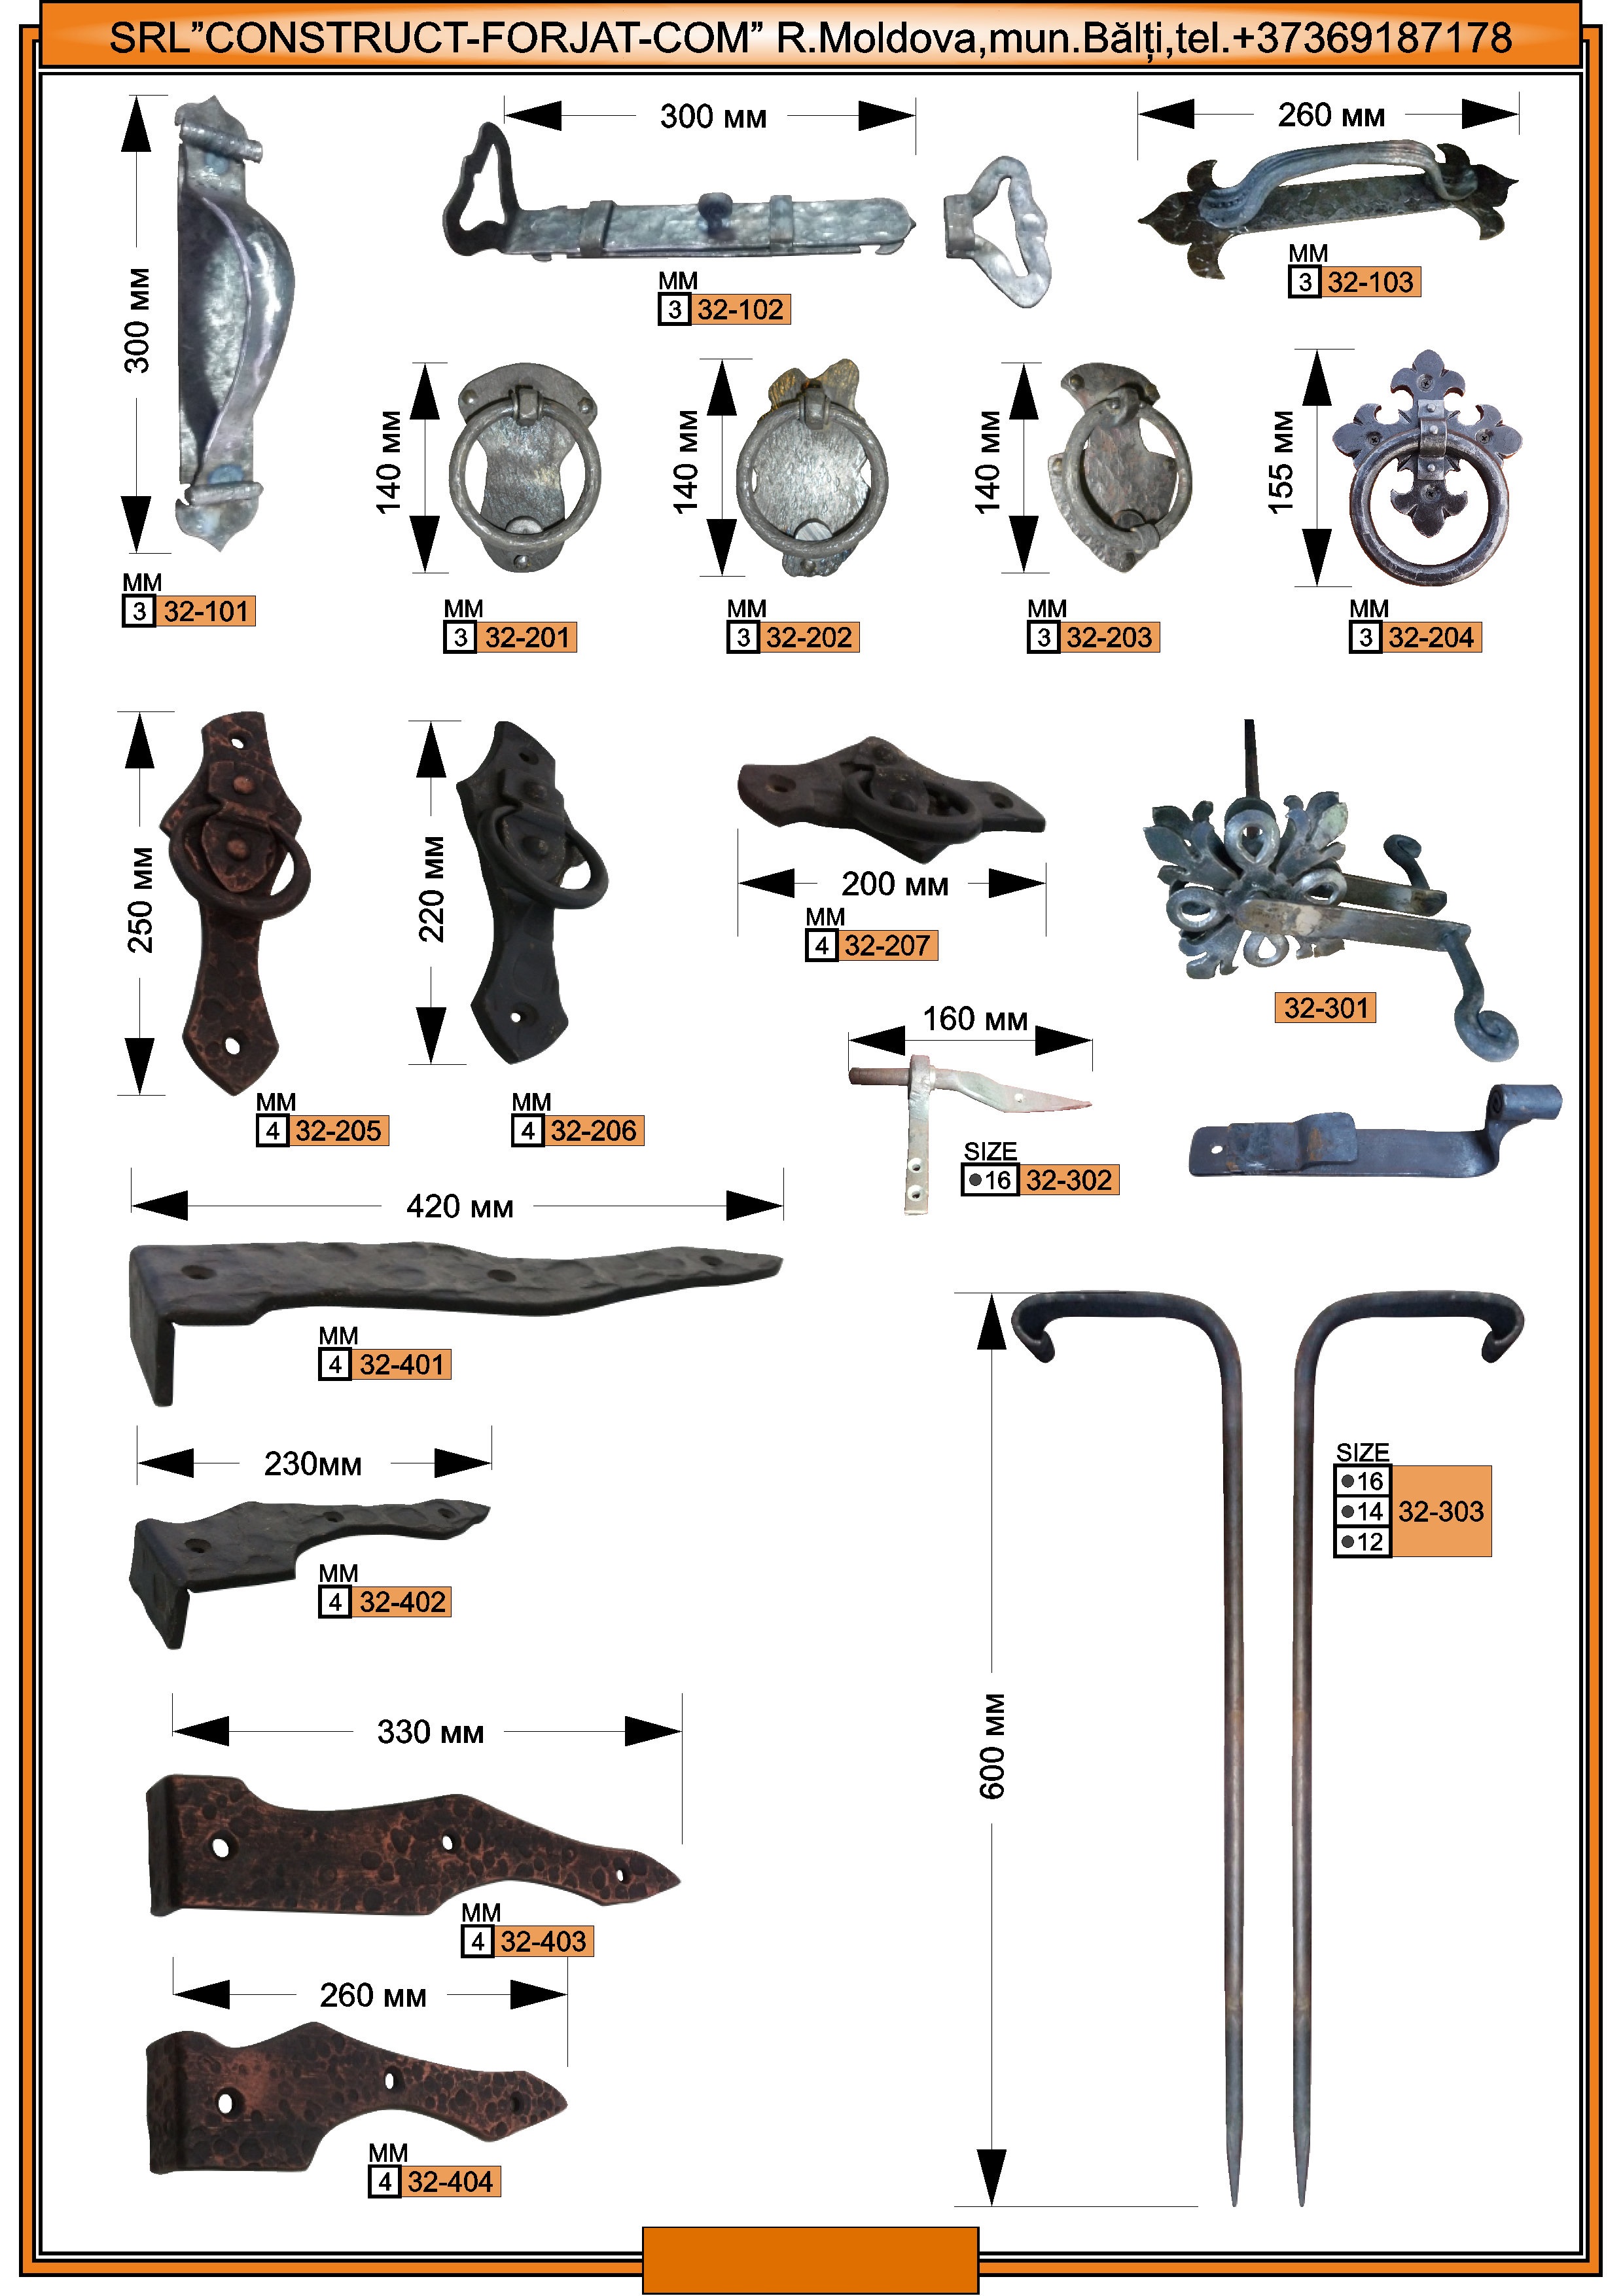 SRL”CONSTRUCT-FORJAT-COM” R.Moldova,mun.Bălți,tel.+37369187178
300 мм
300 мм
260 мм
MM
3 32-101
MM
3 32-102
MM
3 32-103
140 мм
140 мм
140 мм
155 мм
MM
3 32-201
MM
3 32-202
MM
3 32-203
MM
3 32-204
250 мм
220 мм
200 мм
MM
4 32-205
MM
4 32-206
MM
4 32-207
32-301
160 мм
SIZE
●16 32-302
420 мм
MM
4 32-401
230мм
MM
4 32-402
330 мм
MM
4 32-403
260 мм
MM
4 32-404
600 мм
SIZE
●16
●14 32-303
●12